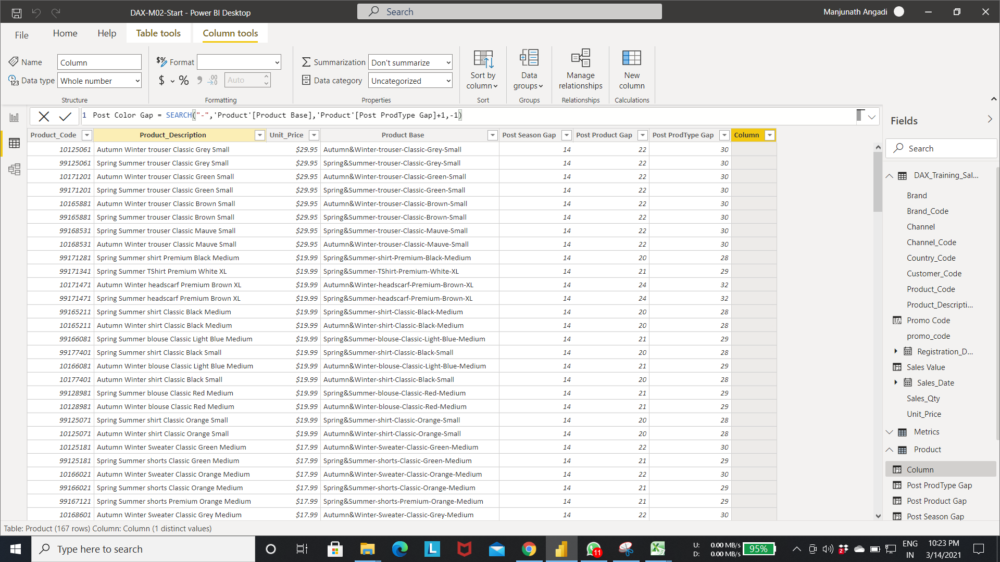 DAX-M02-Start - Power BI Desktop
Search
Manjunath Angadi
File
Home
Help
Table tools
Column tools
Name
Column
Data type
Whole number
Structure
Format
$
%
Auto
Formatting
Summarization
Don't summarize
Data category
Uncategorized
Properties
Sort by
column
Sort
Data
groups
Groups
Manage
relationships
Relationships
New
column
Calculations
1 Post Color Gap = SEARCH("-",'Product'[Product Base],'Product'[Post ProdType Gap]+1,-1)
Product_Code Product_Description Unit_Price Product Base Post Season Gap Post Product Gap Post ProdType Gap Column
10125061 Autumn Winter trouser Classic Grey Small $29.95 Autumn&Winter-trouser-Classic-Grey-Small 14 22 30
99125061 Spring Summer trouser Classic Grey Small $29.95 Spring&Summer-trouser-Classic-Grey-Small 14 22 30
10171201 Autumn Winter trouser Classic Green Small $29.95 Autumn&Winter-trouser-Classic-Green-Small 14 22 30
99171201 Spring Summer trouser Classic Green Small $29.95 Spring&Summer-trouser-Classic-Green-Small 14 22 30
10165881 Autumn Winter trouser Classic Brown Small $29.95 Autumn&Winter-trouser-Classic-Brown-Small 14 22 30
99165881 Spring Summer trouser Classic Brown Small $29.95 Spring&Summer-trouser-Classic-Brown-Small 14 22 30
99168531 Spring Summer trouser Classic Mauve Small $29.95 Spring&Summer-trouser-Classic-Mauve-Small 14 22 30
10168531 Autumn Winter trouser Classic Mauve Small $29.95 Autumn&Winter-trouser-Classic-Mauve-Small 14 22 30
99171281 Spring Summer shirt Premium Black Medium $19.99 Spring&Summer-shirt-Premium-Black-Medium 14 20 28
99171341 Spring Summer TShirt Premium White XL $19.99 Spring&Summer-TShirt-Premium-White-XL 14 21 29
10171471 Autumn Winter headscarf Premium Brown XL $19.99 Autumn&Winter-headscarf-Premium-Brown-XL 14 24 32
99171471 Spring Summer headscarf Premium Brown XL $19.99 Spring&Summer-headscarf-Premium-Brown-XL 14 24 32
99165211 Spring Summer shirt Classic Black Medium $19.99 Spring&Summer-shirt-Classic-Black-Medium 14 20 28
10165211 Autumn Winter shirt Classic Black Medium $19.99 Autumn&Winter-shirt-Classic-Black-Medium 14 20 28
99166081 Spring Summer blouse Classic Light Blue Medium $19.99 Spring&Summer-blouse-Classic-Light-Blue-Medium 14 21 29
99177401 Spring Summer shirt Classic Black Small $19.99 Spring&Summer-shirt-Classic-Black-Small 14 20 28
10166081 Autumn Winter blouse Classic Light Blue Medium $19.99 Autumn&Winter-blouse-Classic-Light-Blue-Medium 14 21 29
10177401 Autumn Winter shirt Classic Black Small $19.99 Autumn&Winter-shirt-Classic-Black-Small 14 20 28
99128981 Spring Summer blouse Classic Red Medium $19.99 Spring&Summer-blouse-Classic-Red-Medium 14 21 29
10128981 Autumn Winter blouse Classic Red Medium $19.99 Autumn&Winter-blouse-Classic-Red-Medium 14 21 29
99125071 Spring Summer shirt Classic Orange Small $19.99 Spring&Summer-shirt-Classic-Orange-Small 14 20 28
10125071 Autumn Winter shirt Classic Orange Small $19.99 Autumn&Winter-shirt-Classic-Orange-Small 14 20 28
10125181 Autumn Winter Sweater Classic Green Medium $17.99 Autumn&Winter-Sweater-Classic-Green-Medium 14 22 30
99125181 Spring Summer shorts Classic Green Medium $17.99 Spring&Summer-shorts-Classic-Green-Medium 14 21 29
10166021 Autumn Winter Sweater Classic Orange Medium $17.99 Autumn&Winter-Sweater-Classic-Orange-Medium 14 22 30
99166021 Spring Summer shorts Classic Orange Medium $17.99 Spring&Summer-shorts-Classic-Orange-Medium 14 21 29
99167121 Spring Summer shorts Premium Orange Medium $17.99 Spring&Summer-shorts-Premium-Orange-Medium 14 21 29
10168601 Autumn Winter Sweater Classic Grey Medium $17.99 Autumn&Winter-Sweater-Classic-Grey-Medium 14 22 30
Fields
Search
DAX_Training_Sal...
Brand
Brand_Code
Channel
Channel_Code
Country_Code
Customer_Code
Product_Code
Product_Descripti...
Promo Code
promo_code
Registration_D...
Sales Value
Sales_Date
Sales_Qty
Unit_Price
Metrics
Product
Column
Post ProdType Gap
Post Product Gap
Post Season Gap
Table: Product (167 rows) Column: Column (1 distinct values)
Type here to search
L
11
U: 0.00 MB/s
D: 0.00 MB/s
95%
2
ENG
IN
10:23 PM
3/14/2021